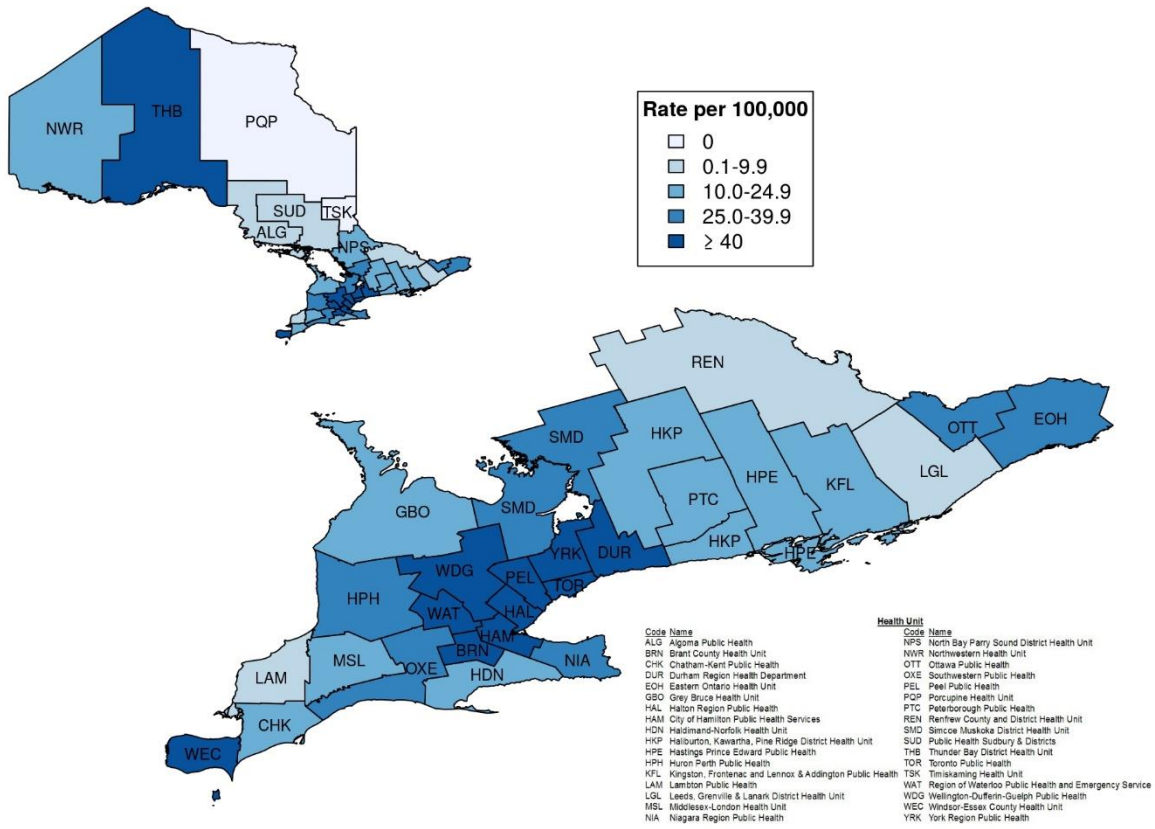 THB
NWR
PQP
SUD
TSK
ALG
NPS
Rate per 100,000
0
0.1-9.9
10.0-24.9
25.0-39.9
≥ 40
REN
SMD
HKP
OTT
EOH
HPE
LGL
KFL
PTC
GBO
SMD
HKP
YRK
DUR
HPE
WDG
PEL
TOR
HPH
WAT
HAL
HAM
BRN
MSL
OXE
NIA
LAM
HDN
CHK
WEC
Health Unit
Code Name
ALG Algoma Public Health
BRN Brant County Health Unit
CHK Chatham-Kent Public Health
DUR Durham Region Health Department
EOH Eastern Ontario Health Unit
GBO Grey Bruce Health Unit
HAL Halton Region Public Health
HAM City of Hamilton Public Health Services
HDN Haldimand-Norfolk Health Unit
HKP Haliburton, Kawartha, Pine Ridge District Health Unit
HPE Hastings Prince Edward Public Health
HPH Huron Perth Public Health
KFL Kingston, Frontenac and Lennox & Addington Public Health
LAM Lambton Public Health
LGL Leeds, Grenville & Lanark District Health Unit
MSL Middlesex-London Health Unit
NIA Niagara Region Public Health
Code Name
NPS North Bay Parry Sound District Health Unit
NWR Northwestern Health Unit
OTT Ottawa Public Health
OXE Southwestern Public Health
PEL Peel Public Health
PQP Porcupine Health Unit
PTC Peterborough Public Health
REN Renfrew County and District Health Unit
SMD Simcoe Muskoka District Health Unit
SUD Public Health Sudbury & Districts
THB Thunder Bay District Health Unit
TOR Toronto Public Health
TSK Timiskaming Health Unit
WAT Region of Waterloo Public Health and Emergency Service
WDG Wellington-Dufferin-Guelph Public Health
WEC Windsor-Essex County Health Unit
YRK York Region Public Health